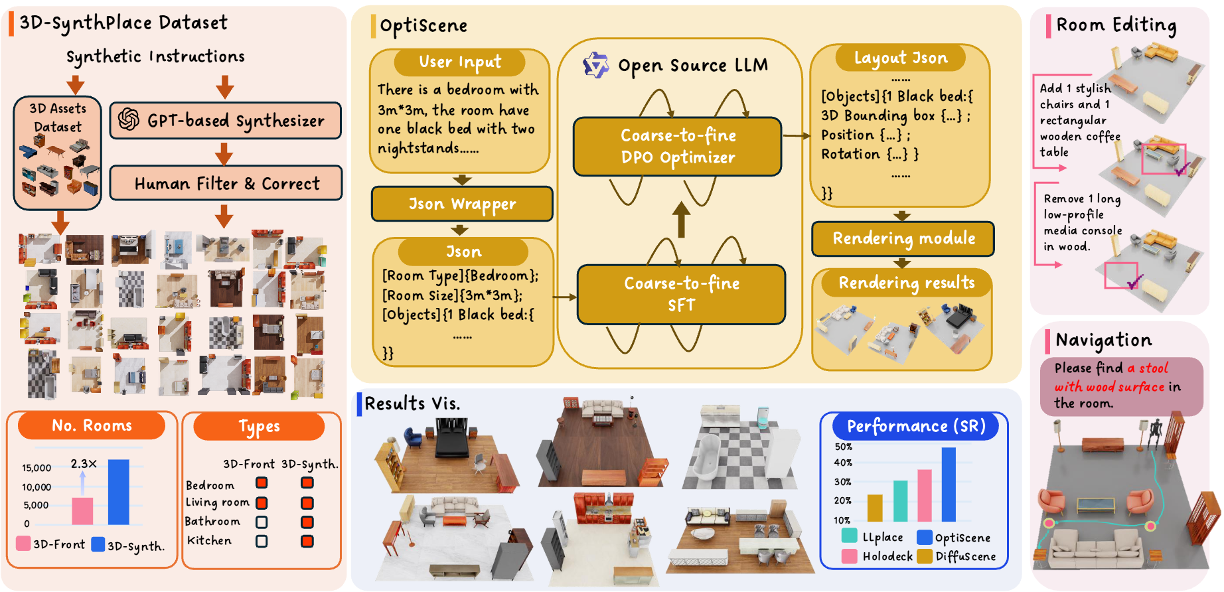 3D-SynthPlace Dataset
Synthetic Instructions
3D Assets
Dataset
GPT-based Synthesizer
Human Filter & Correct
No. Rooms
15,000
10,000
5,000
0
2.3×
3D-Front
3D-Synth.
Types
3D-Front 3D-Synth.
Bedroom
Living room
Bathroom
Kitchen
OptiScene
User Input
There is a bedroom with
3m*3m, the room have
one black bed with two
nightstands......
Json Wrapper
Json
[Room Type]{Bedroom};
[Room Size]{3m*3m};
[Objects]{1 Black bed:{
......
}}
Open Source LLM
Coarse-to-fine
DPO Optimizer
Coarse-to-fine
SFT
Layout Json
......
[Objects]{1 Black bed:{
3D Bounding box {...} ;
Position {...} ;
Rotation {...} }
......
}}
Rendering module
Rendering results
Results Vis.
Performance (SR)
50%
40%
30%
20%
10%
LLplace
OptiScene
Holodeck
DiffuScene
Room Editing
Add 1 stylish
chairs and 1
rectangular
wooden coffee
table
Remove 1 long
low-profile
media console
in wood.
Navigation
Please find a stool
with wood surface in
the room.